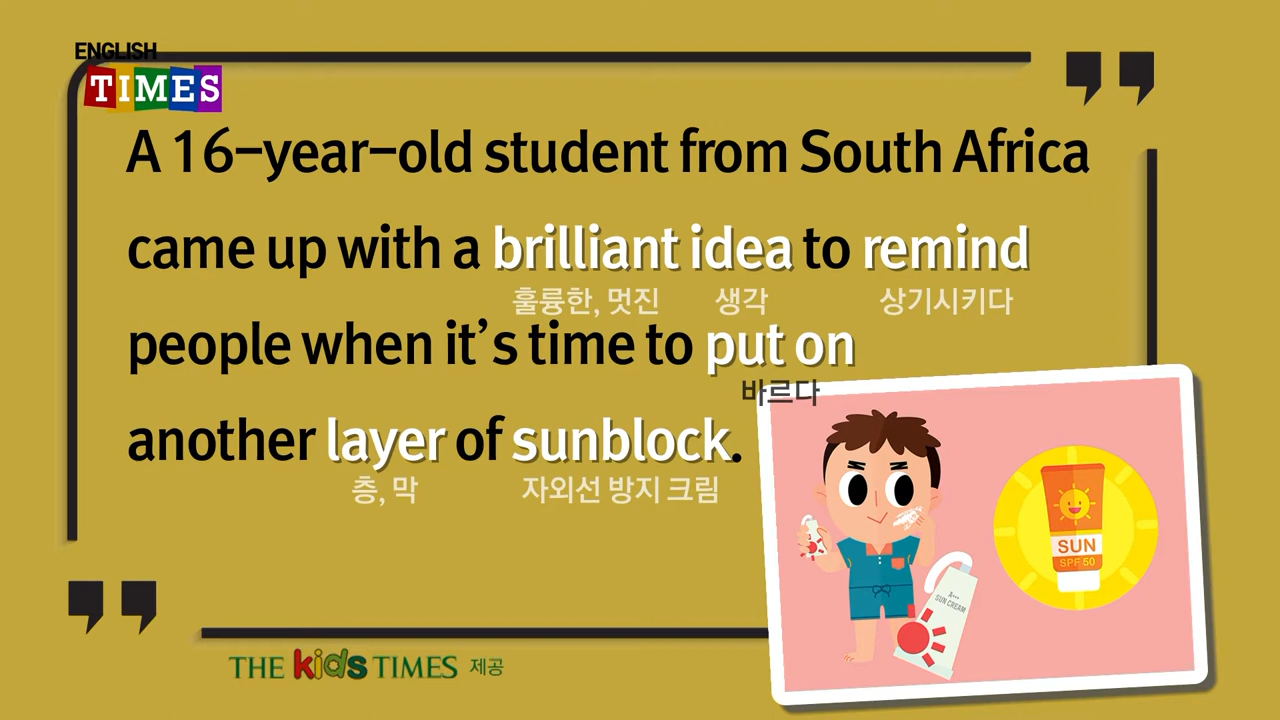 ENGLISH
TIMES
A 16-year-old student from South Africa
came up with a brilliant idea to remind
훌륭한, 멋진 생각 상기시키다
people when it's time to put on
바르다
another layer of sunblock.
층, 막 자외선 방지 크림
SUN
SPF 50
SUN CREAM
THE kids TIMES 제공